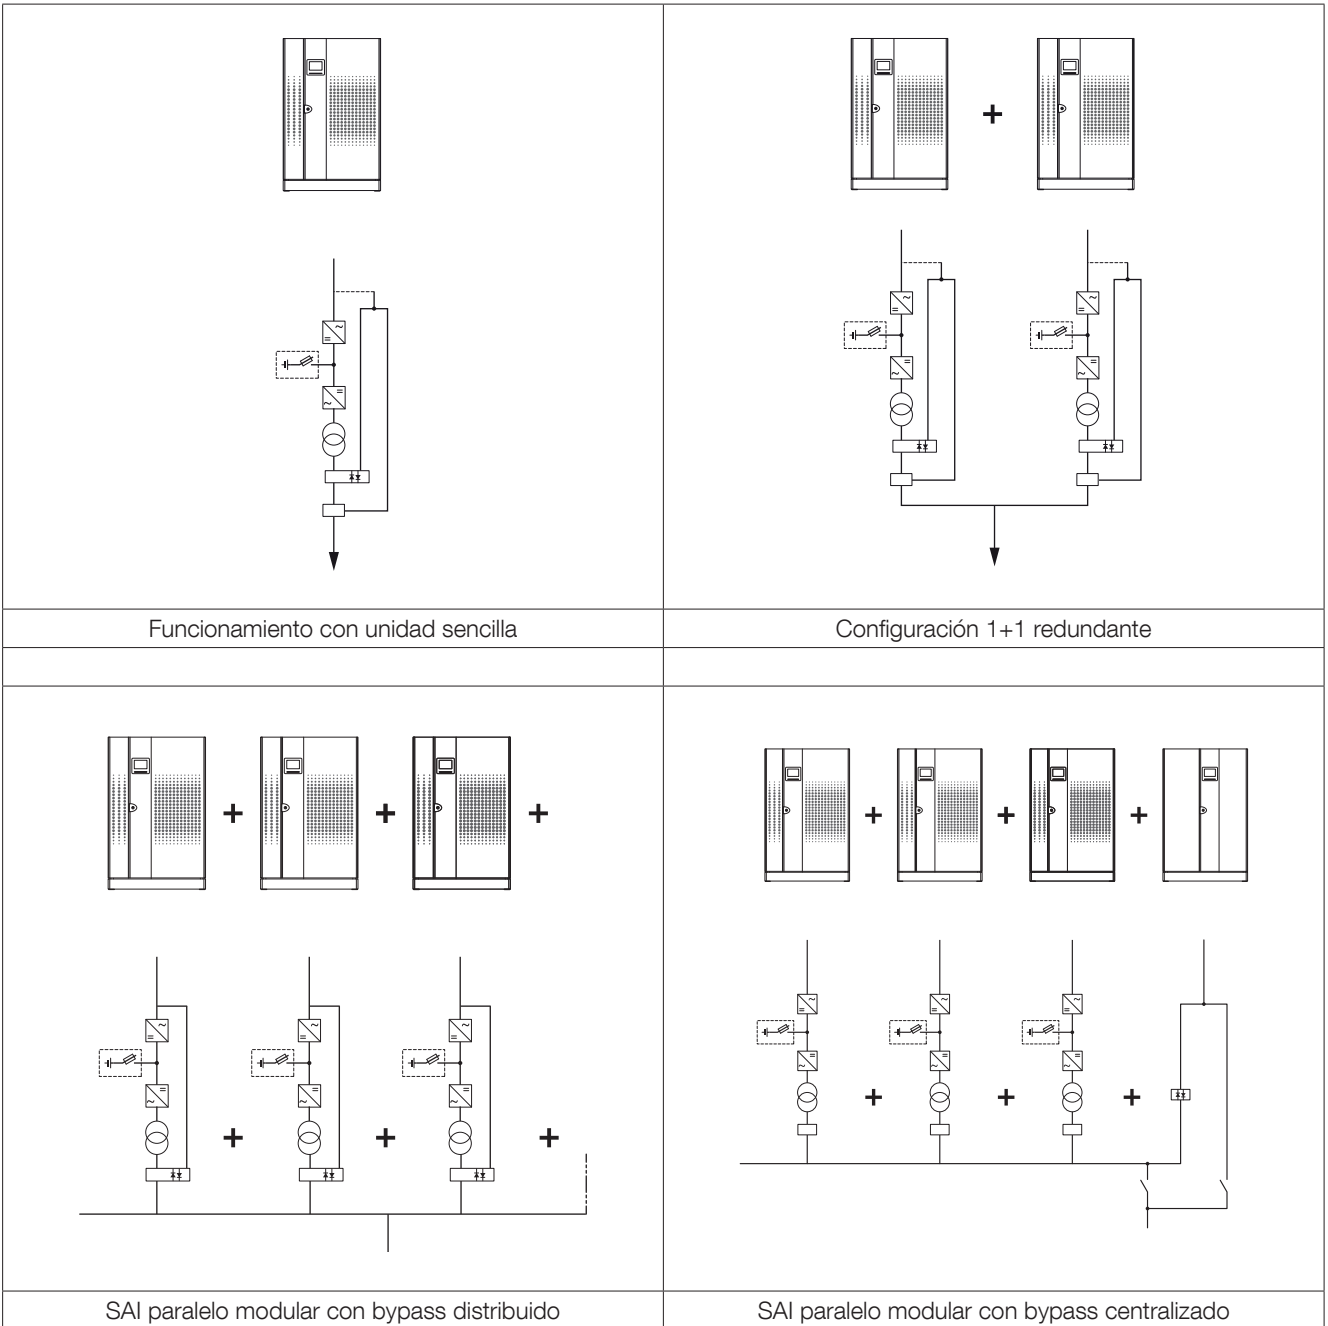 Funcionamiento con unidad sencilla
Configuración 1+1 redundante
SAI paralelo modular con bypass distribuido
SAI paralelo modular con bypass centralizado